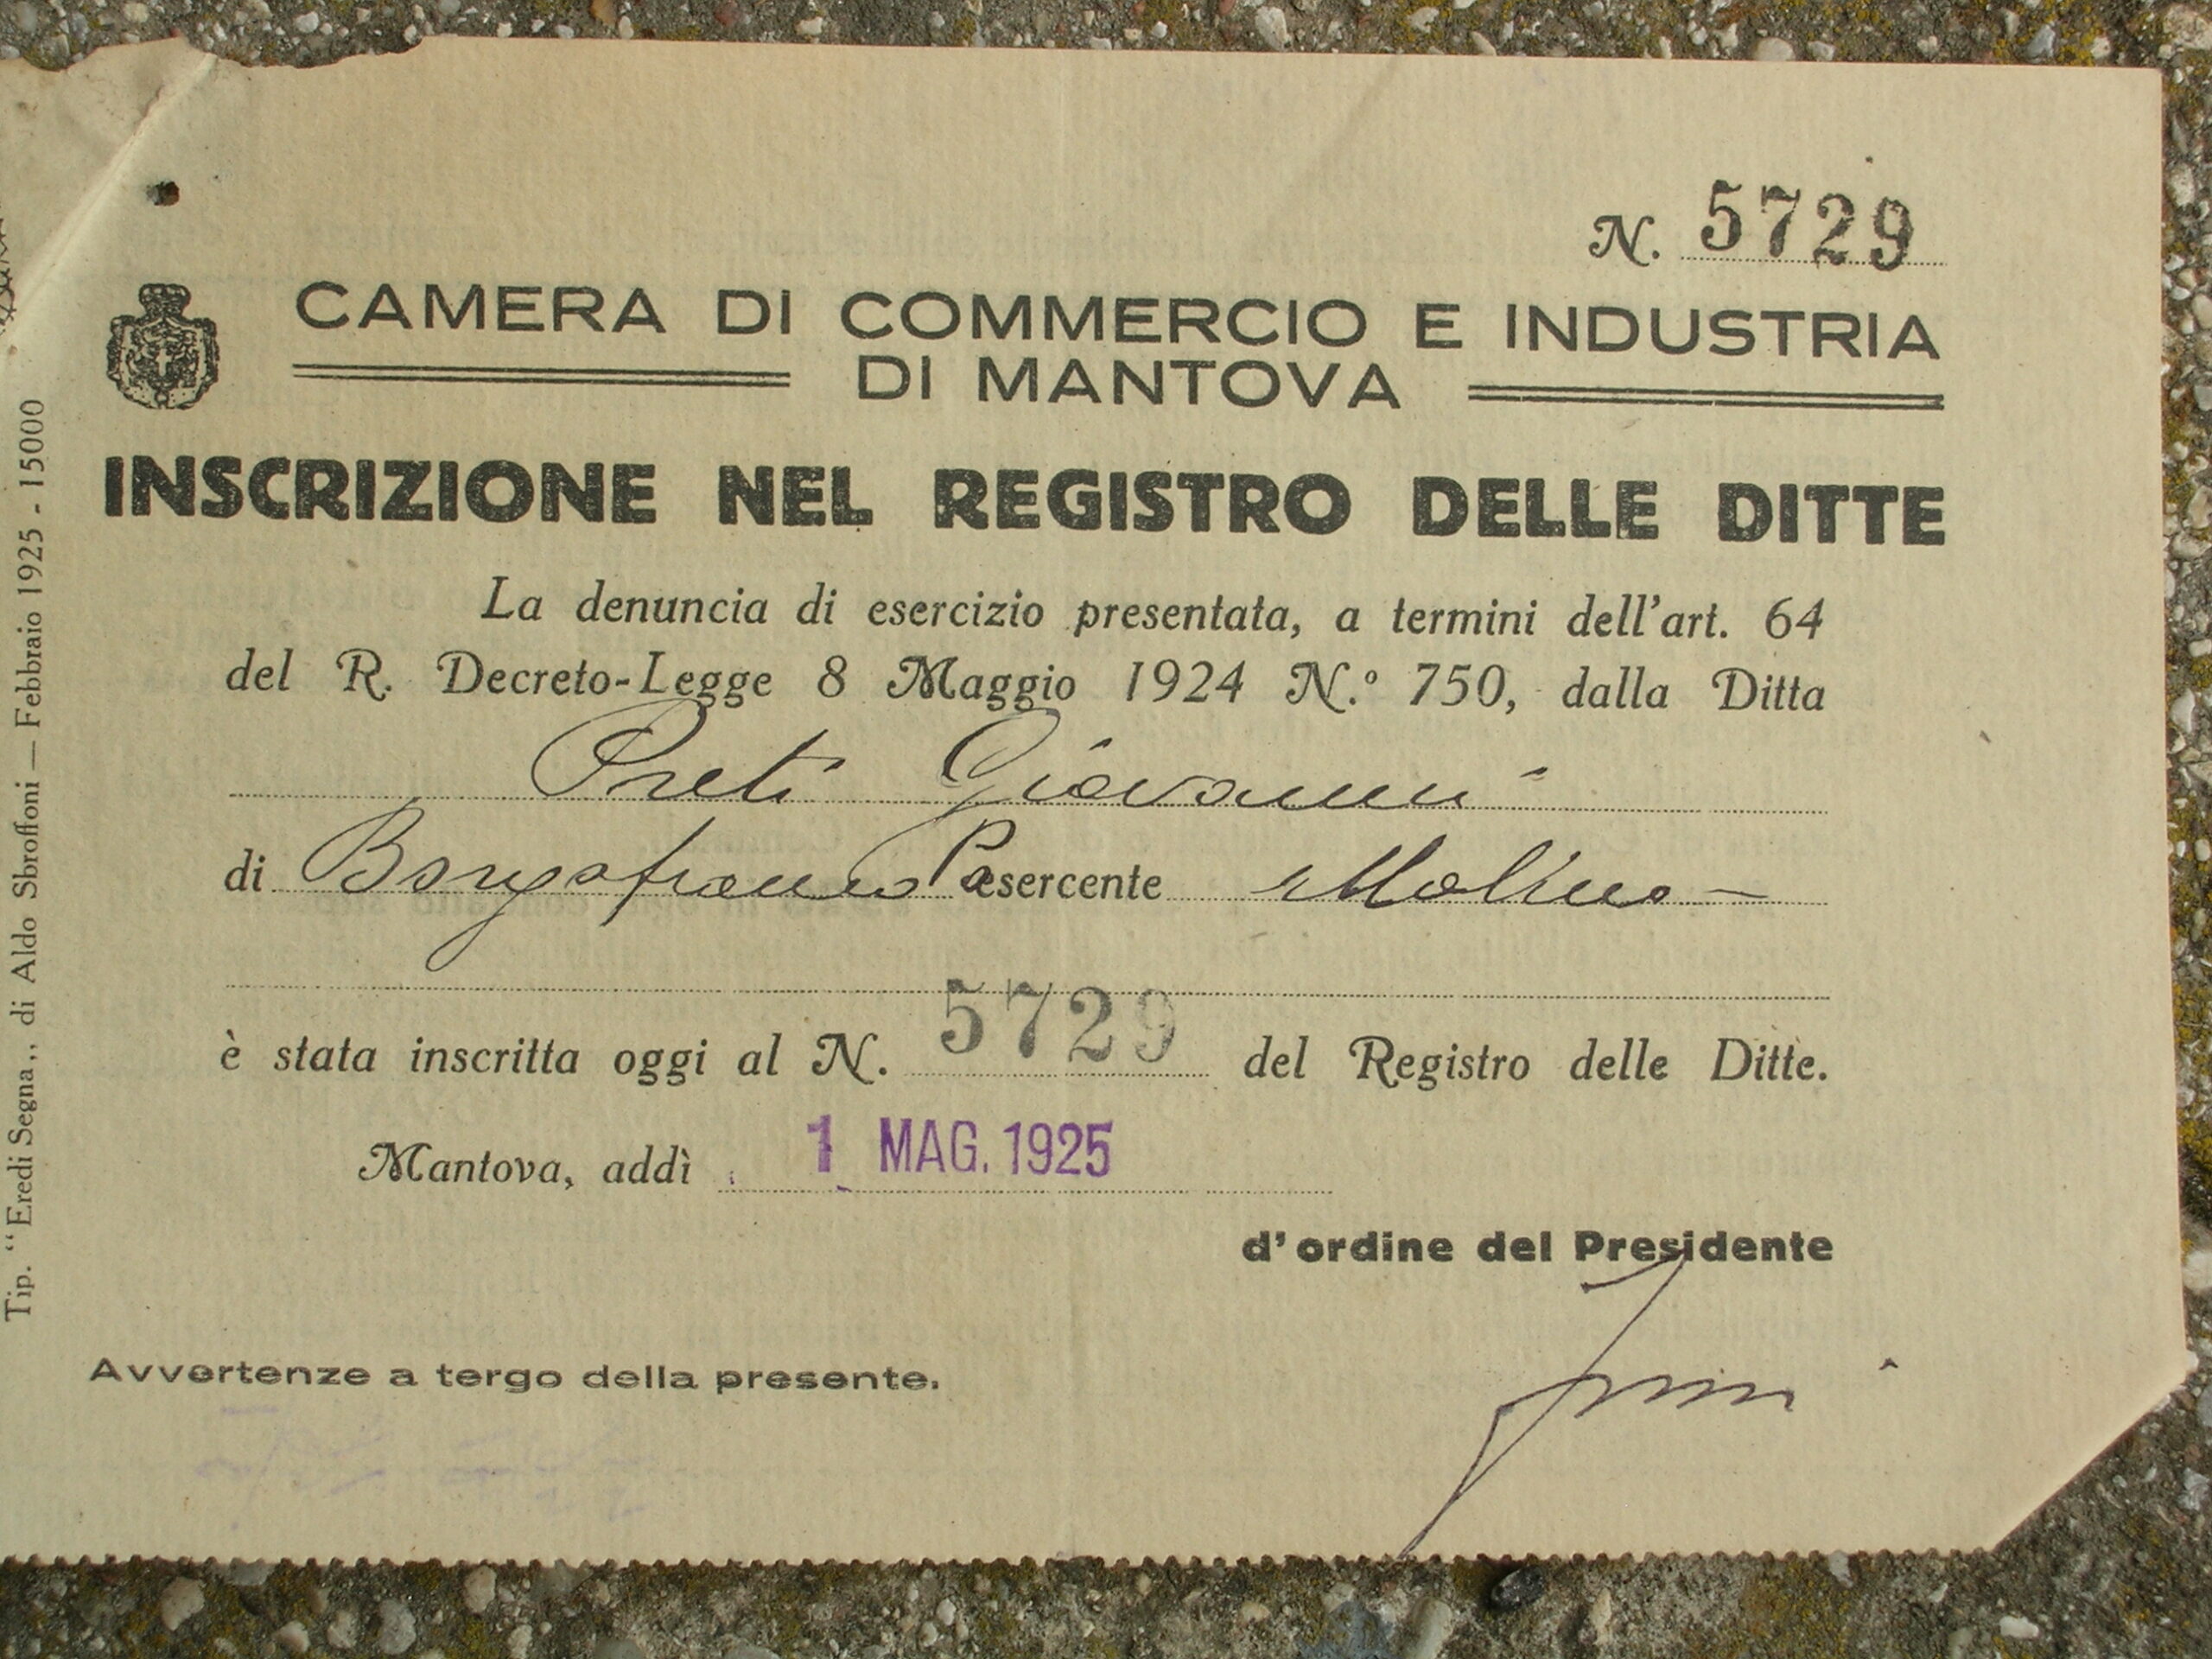 N. 5729
CAMERA DI COMMERCIO E INDUSTRIA
DI MANTOVA
INSCRIZIONE NEL REGISTRO DELLE DITTE
La denuncia di esercizio presentata, a termini dell'art. 64
del R. Decreto-Legge 8 Maggio 1924 N.º 750, dalla Ditta
Preti Giovanni
di Borgofranco Po esercente Molino
è stata inscritta oggi al N. 5729 del Registro delle Ditte.
Mantova, addì 1 MAG. 1925
d'ordine del Presidente
Avvertenze a tergo della presente.
Tip. “Eredi Segna,, di Aldo Sbroffoni — Febbraio 1925 - 15000